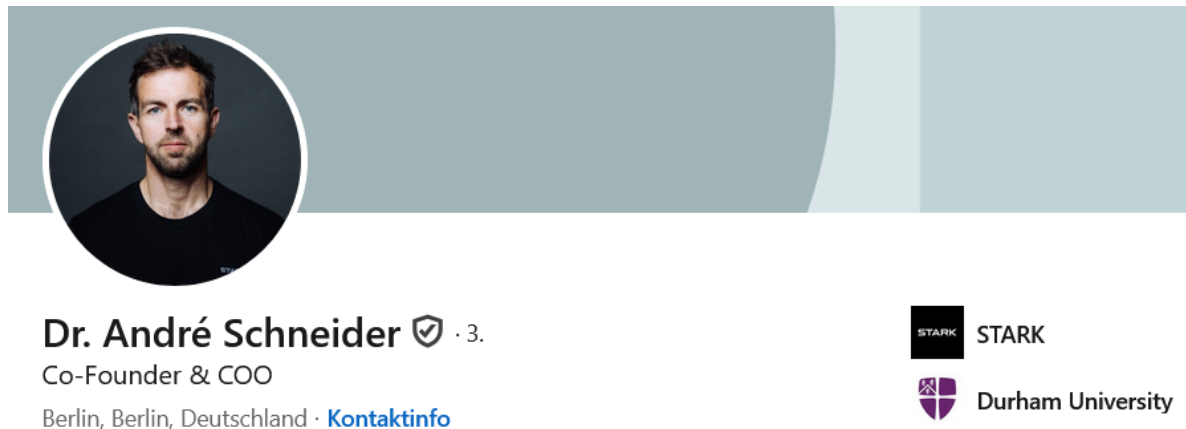 Dr. André Schneider · 3.
Co-Founder & COO
Berlin, Berlin, Deutschland · Kontaktinfo
STARK
STARK
Durham University